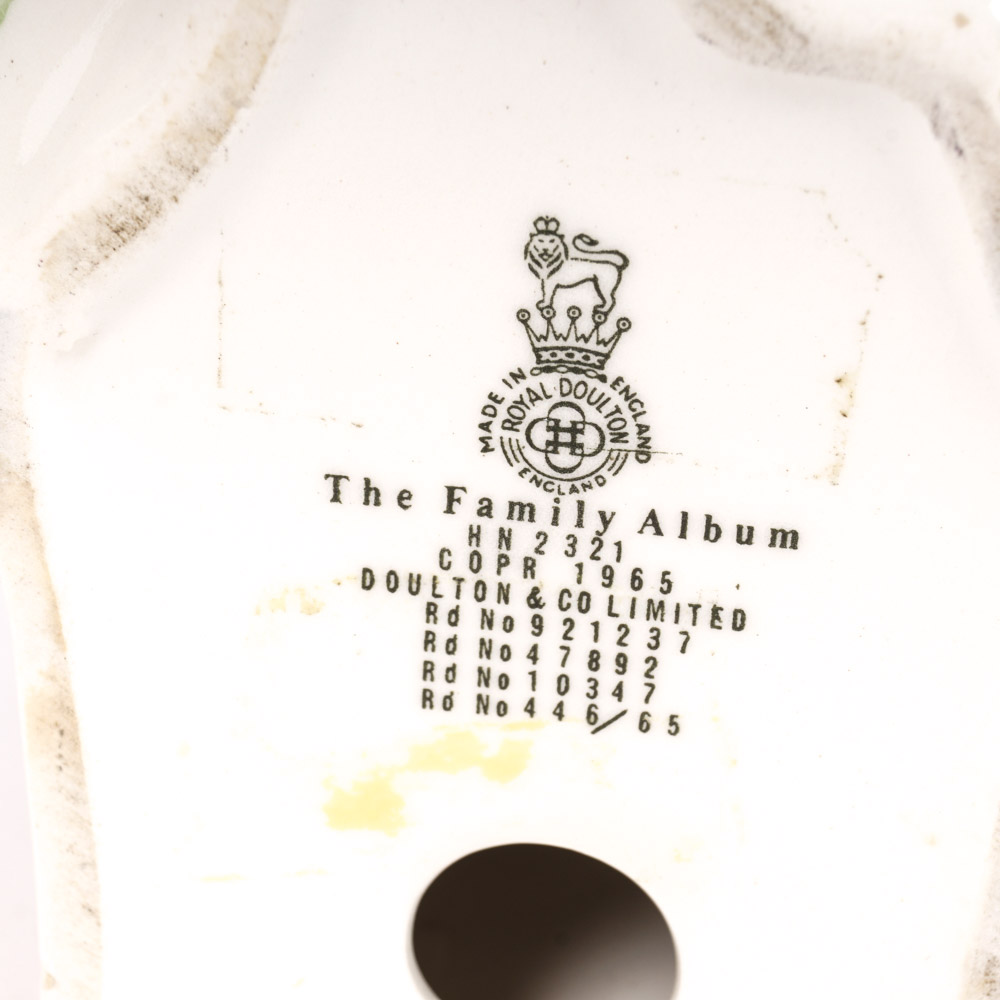 MADE IN ENGLAND
ROYAL DOULTON
ENGLAND
The Family Album
HN 2321
COPR 1965
DOULTON & CO LIMITED
Rd No 921237
Rd No 47892
Rd No 10347
Rd No 446/65